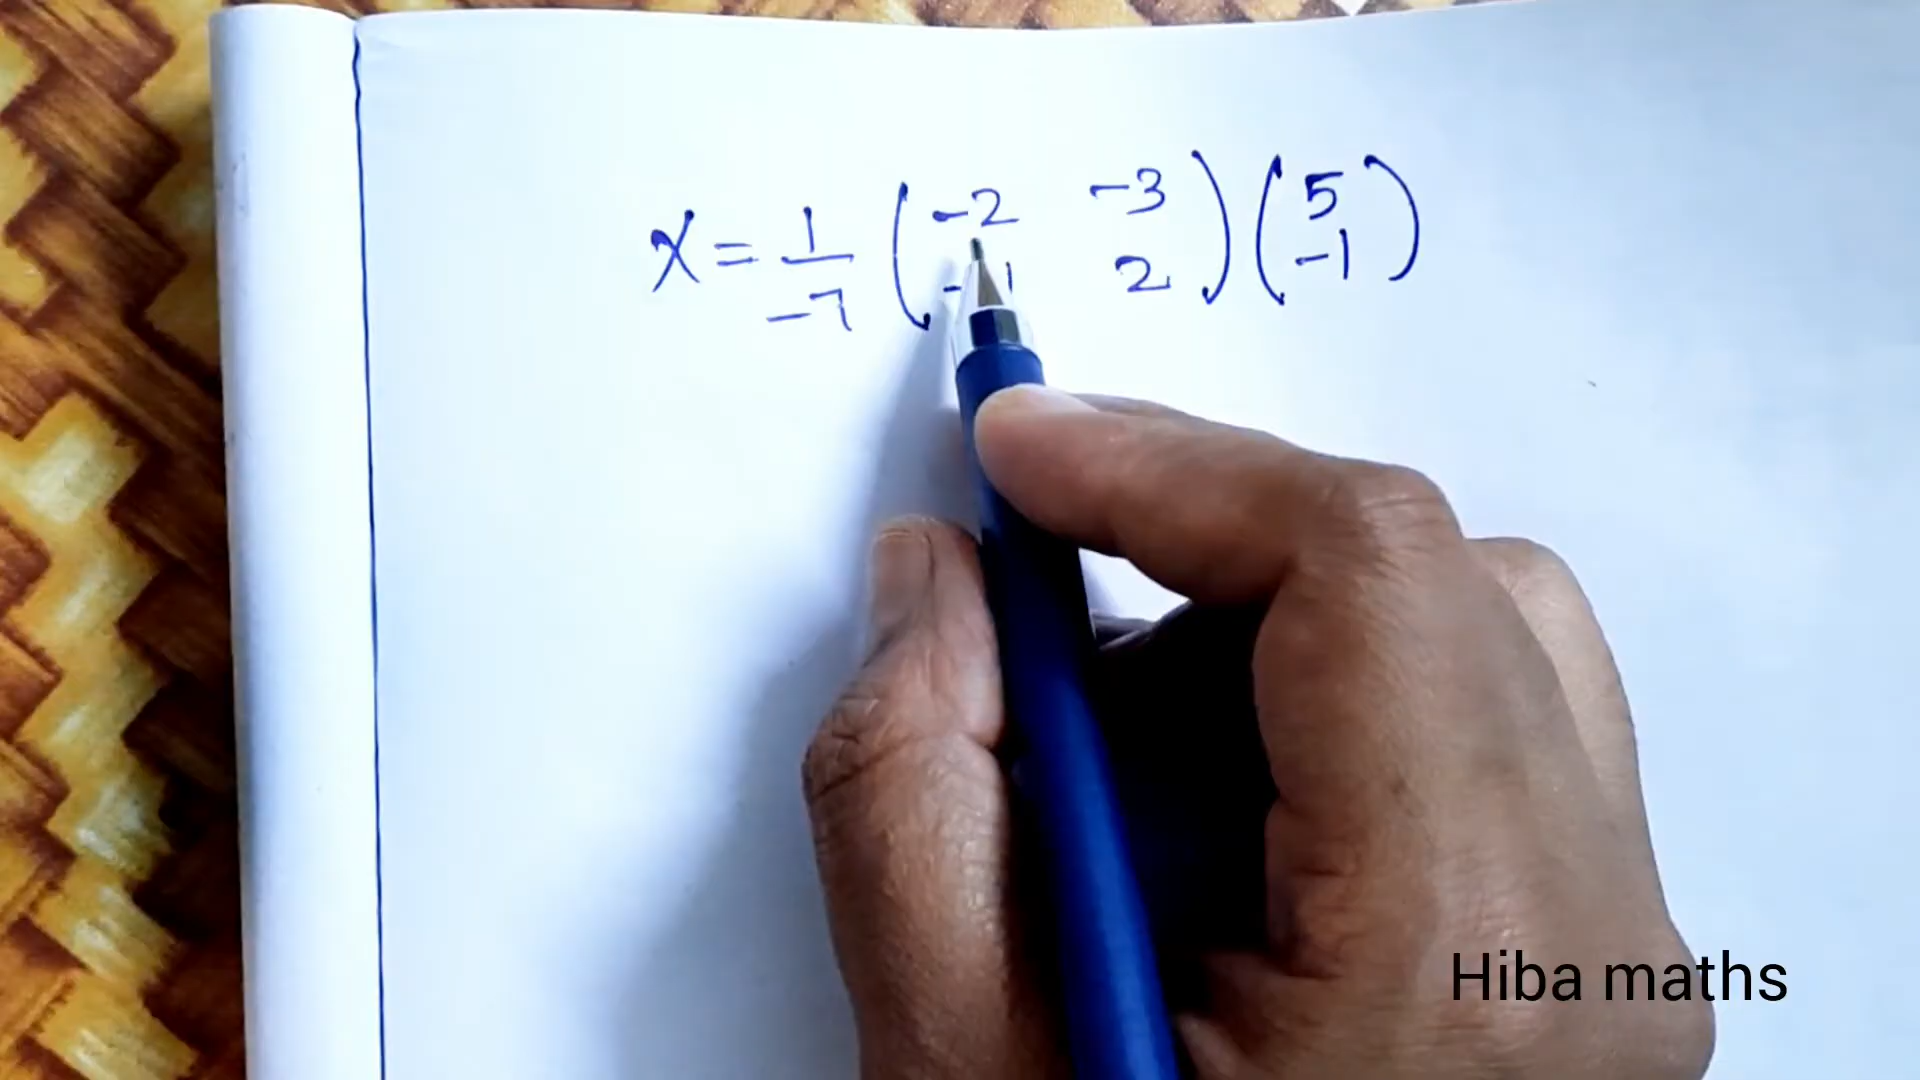 X = 1/-7 (-2 -3) (5)
(-1 2) (-1)
Hiba maths